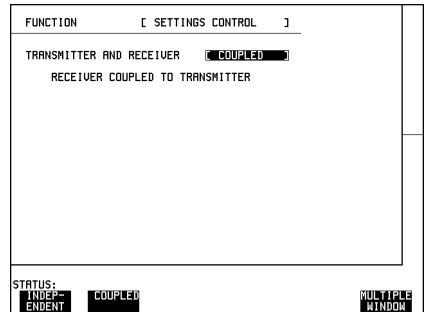 FUNCTION [ SETTINGS CONTROL ]
TRANSMITTER AND RECEIVER [ COUPLED ]
RECEIVER COUPLED TO TRANSMITTER
STATUS:
INDEP-
ENDENT
COUPLED
MULTIPLE
WINDOW